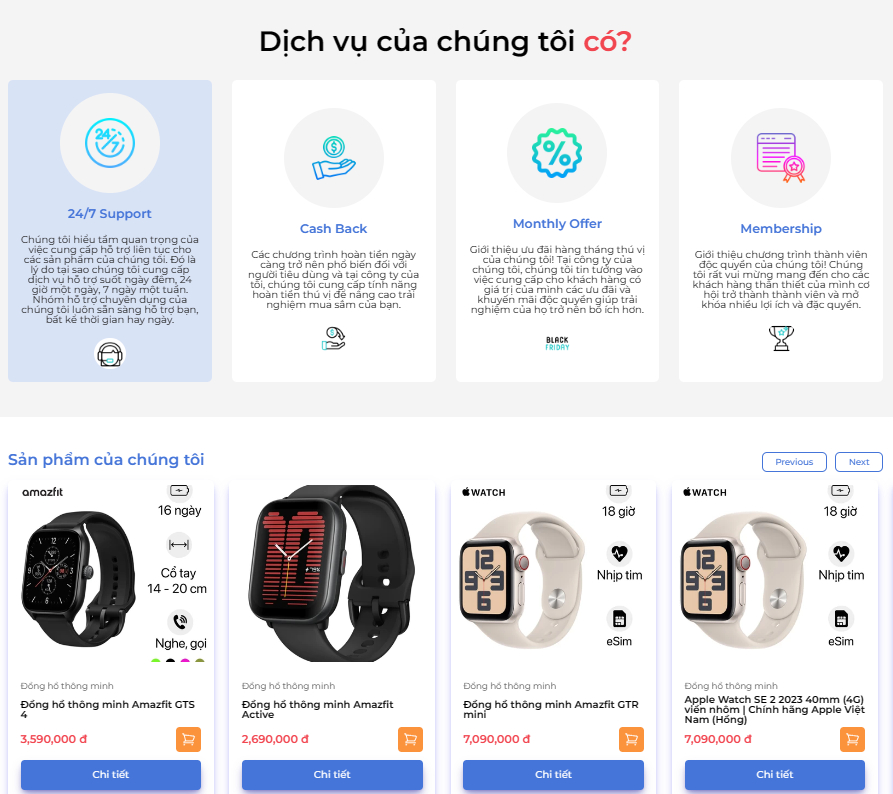 Dịch vụ của chúng tôi có?
24/7
24/7 Support
Chúng tôi hiểu tầm quan trọng của
việc cung cấp hỗ trợ liên tục cho
các sản phẩm của chúng tôi. Đó là
lý do tại sao chúng tôi cung cấp
dịch vụ hỗ trợ suốt ngày đêm, 24
giờ một ngày, 7 ngày một tuần.
Nhóm hỗ trợ chuyên dụng của
chúng tôi luôn sẵn sàng hỗ trợ bạn,
bất kể thời gian hay ngày.
$
Cash Back
Các chương trình hoàn tiền ngày
càng trở nên phổ biến đối với
người tiêu dùng và tại công ty của
tôi, chúng tôi cung cấp tính năng
hoàn tiền thú vị để nâng cao trải
nghiệm mua sắm của bạn.
$
%
Monthly Offer
Giới thiệu ưu đãi hàng tháng thú vị
của chúng tôi! Tại công ty của
chúng tôi, chúng tôi tin tưởng vào
việc cung cấp cho khách hàng có
giá trị của mình các ưu đãi và
khuyến mãi độc quyền giúp trải
nghiệm của họ trở nên bổ ích hơn.
BLACK
FRIDAY
Membership
Giới thiệu chương trình thành viên
độc quyền của chúng tôi! Chúng
tôi rất vui mừng mang đến cho các
khách hàng thân thiết của mình cơ
hội trở thành thành viên và mở
khóa nhiều lợi ích và đặc quyền.
Sản phẩm của chúng tôi
Previous
Next
amazfit
16 ngày
Cổ tay
14 - 20 cm
Nghe, gọi
Đồng hồ thông minh
Đồng hồ thông minh Amazfit GTS
4
3,590,000 đ
Chi tiết
10
79%
Đồng hồ thông minh
Đồng hồ thông minh Amazfit
Active
2,690,000 đ
Chi tiết
WATCH
18 giờ
12
9 3
6
Nhịp tim
eSim
Đồng hồ thông minh
Đồng hồ thông minh Amazfit GTR
mini
7,090,000 đ
Chi tiết
WATCH
18 giờ
12
9 3
6
Nhịp tim
eSim
Đồng hồ thông minh
Apple Watch SE 2 2023 40mm (4G)
viền nhôm | Chính hãng Apple Việt
Nam (Hồng)
7,090,000 đ
Chi tiết